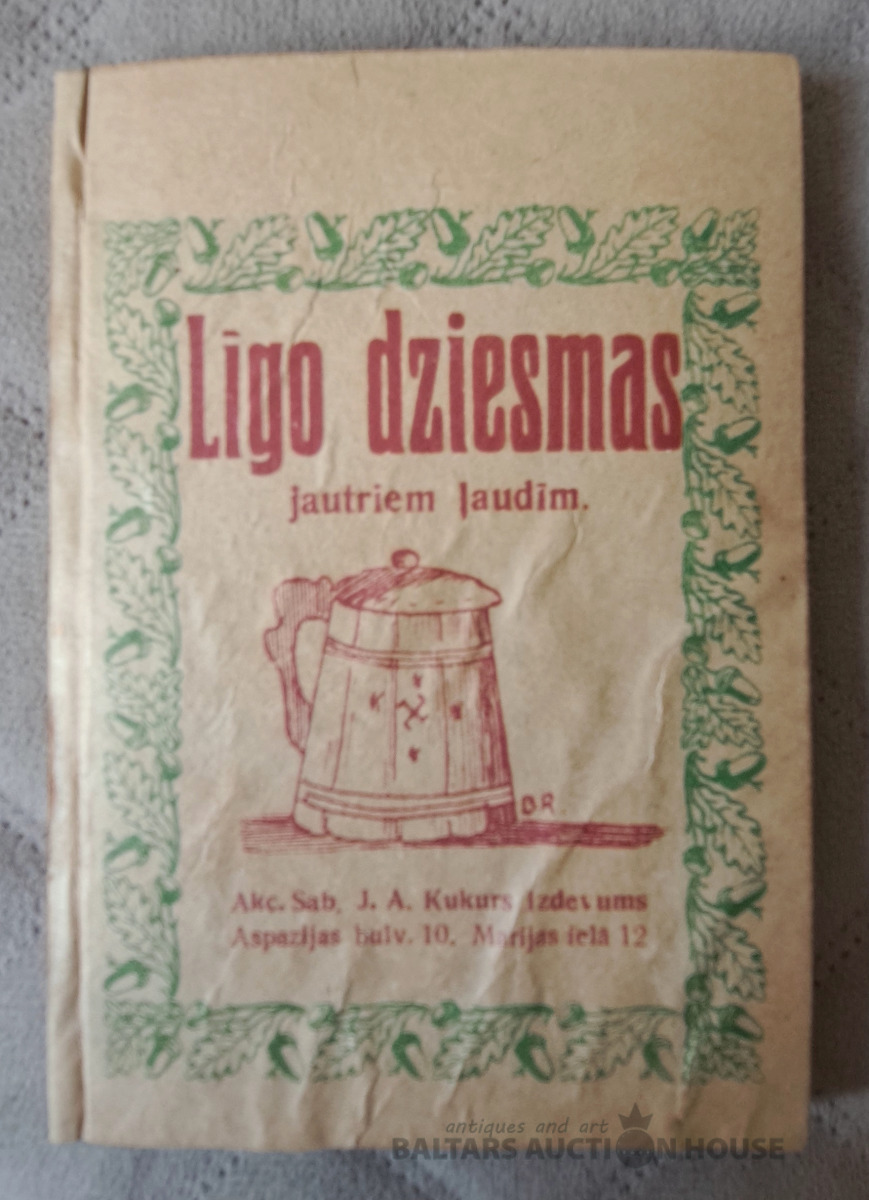 Līgo dziesmas
jautriem ļaudīm.
B.R.
Akc. Sab. J. A. Kukurs izdevums
Aspazijas bulv. 10. Marijas ielā 12
antiques and art
BALTARS AUCTION HOUSE